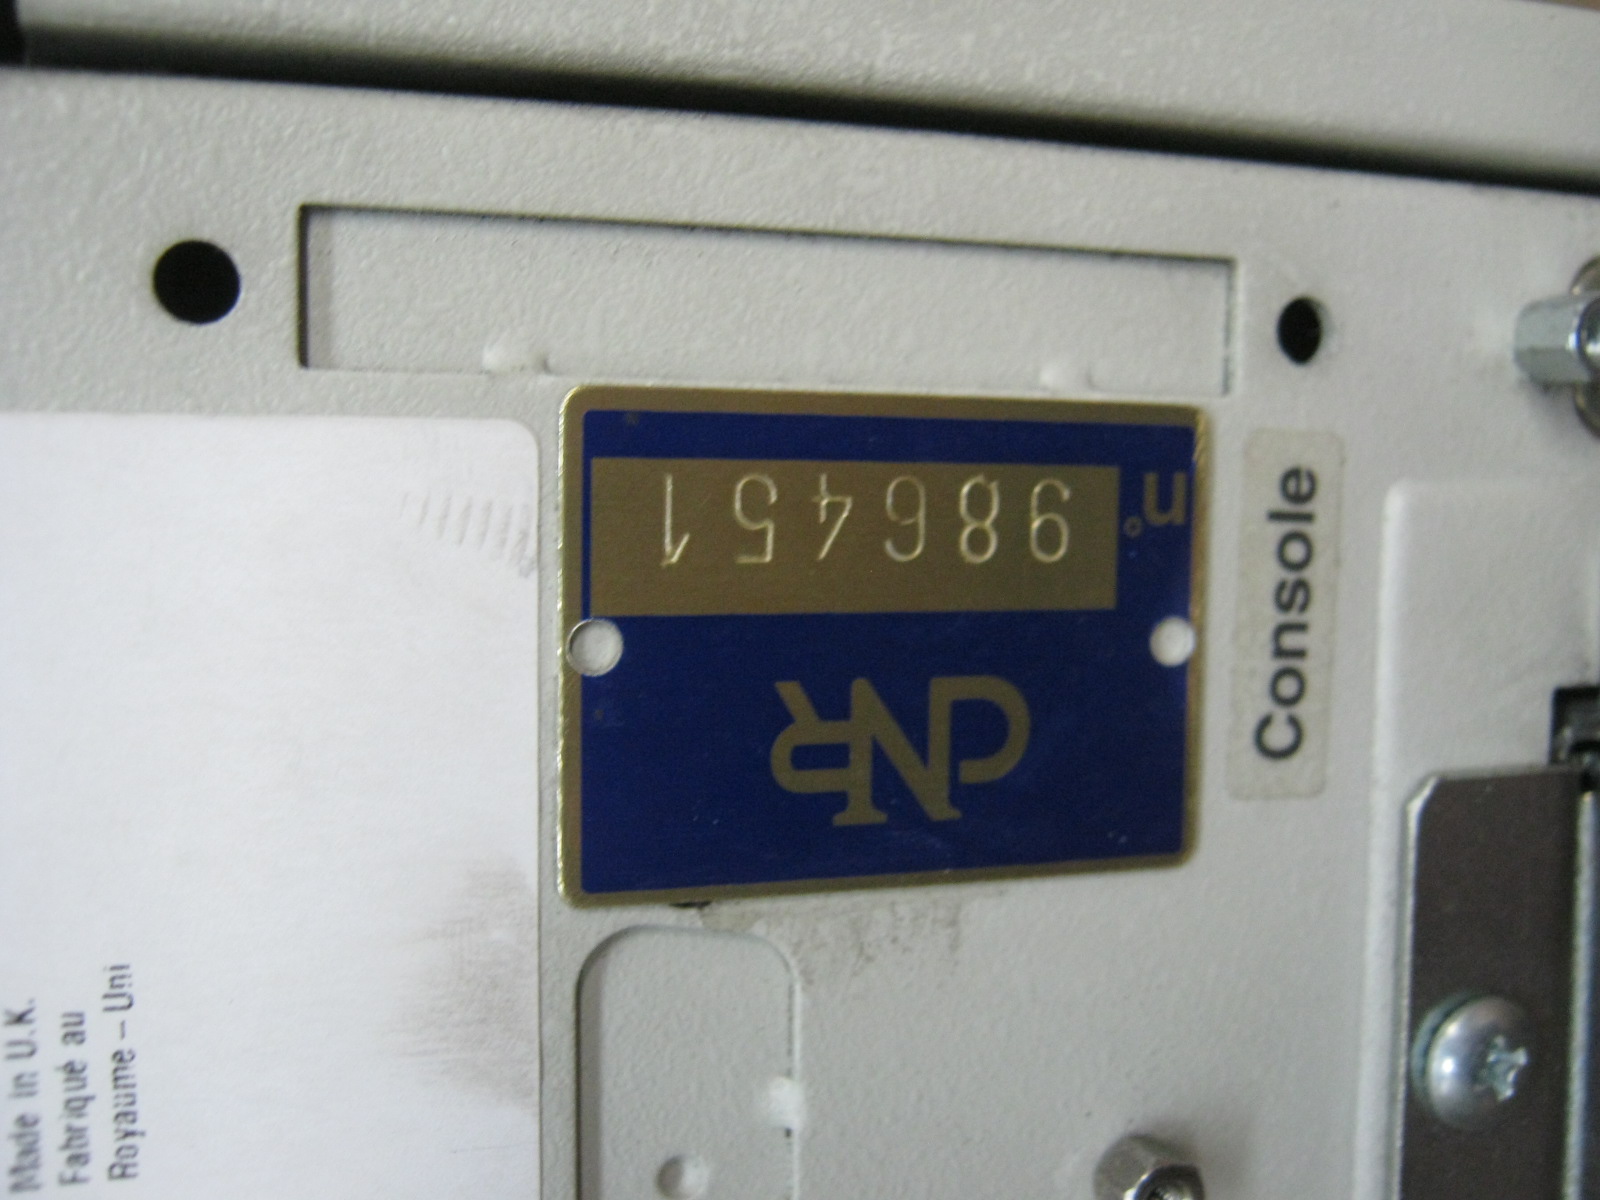 CNR
n° 986451
Console
Made in U.K.
Fabriqué au
Royaume – Uni